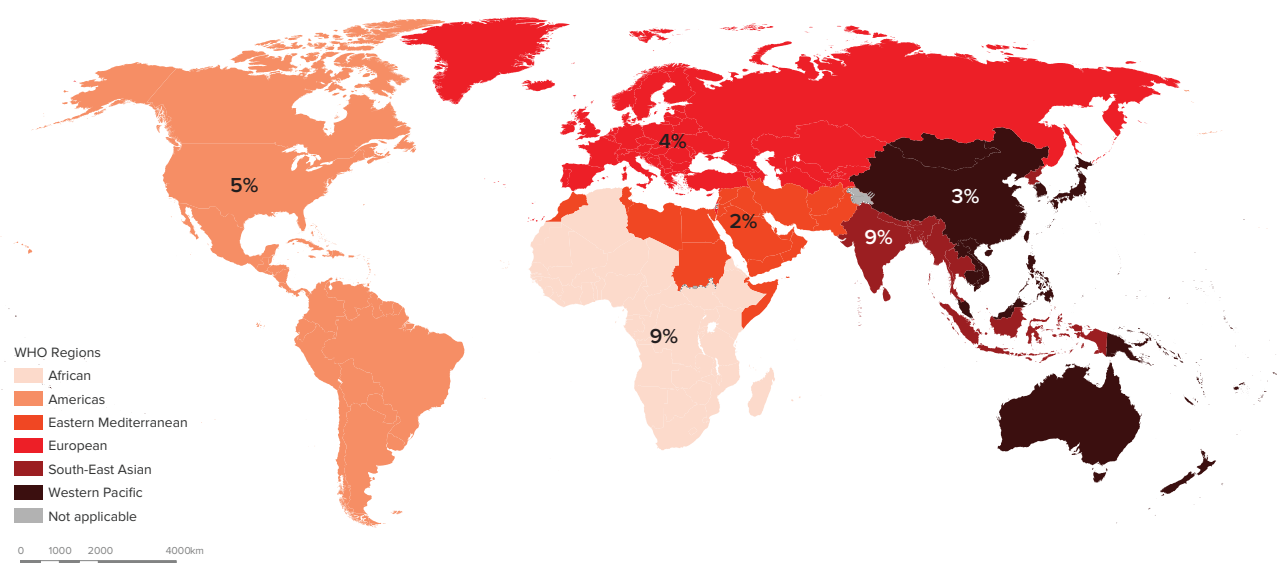 5%
4%
3%
2%
9%
9%
WHO Regions
African
Americas
Eastern Mediterranean
European
South-East Asian
Western Pacific
Not applicable
0 1000 2000 4000km